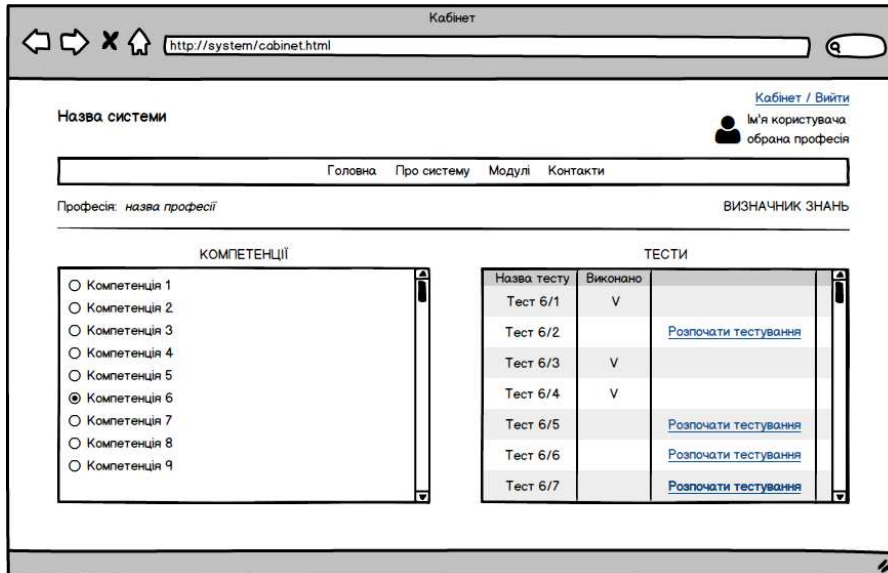 Кабінет
http://system/cabinet.html
Кабінет / Вийти
Назва системи
Ім'я користувача
обрана професія
Головна Про систему Модулі Контакти
Професія: назва професії
ВИЗНАЧНИК ЗНАНЬ
КОМПЕТЕНЦІЇ
Компетенція 1
Компетенція 2
Компетенція 3
Компетенція 4
Компетенція 5
Компетенція 6
Компетенція 7
Компетенція 8
Компетенція 9
ТЕСТИ
Назва тесту Виконано
Тест 6/1 V
Тест 6/2 Розпочати тестування
Тест 6/3 V
Тест 6/4 V
Тест 6/5 Розпочати тестування
Тест 6/6 Розпочати тестування
Тест 6/7 Розпочати тестування